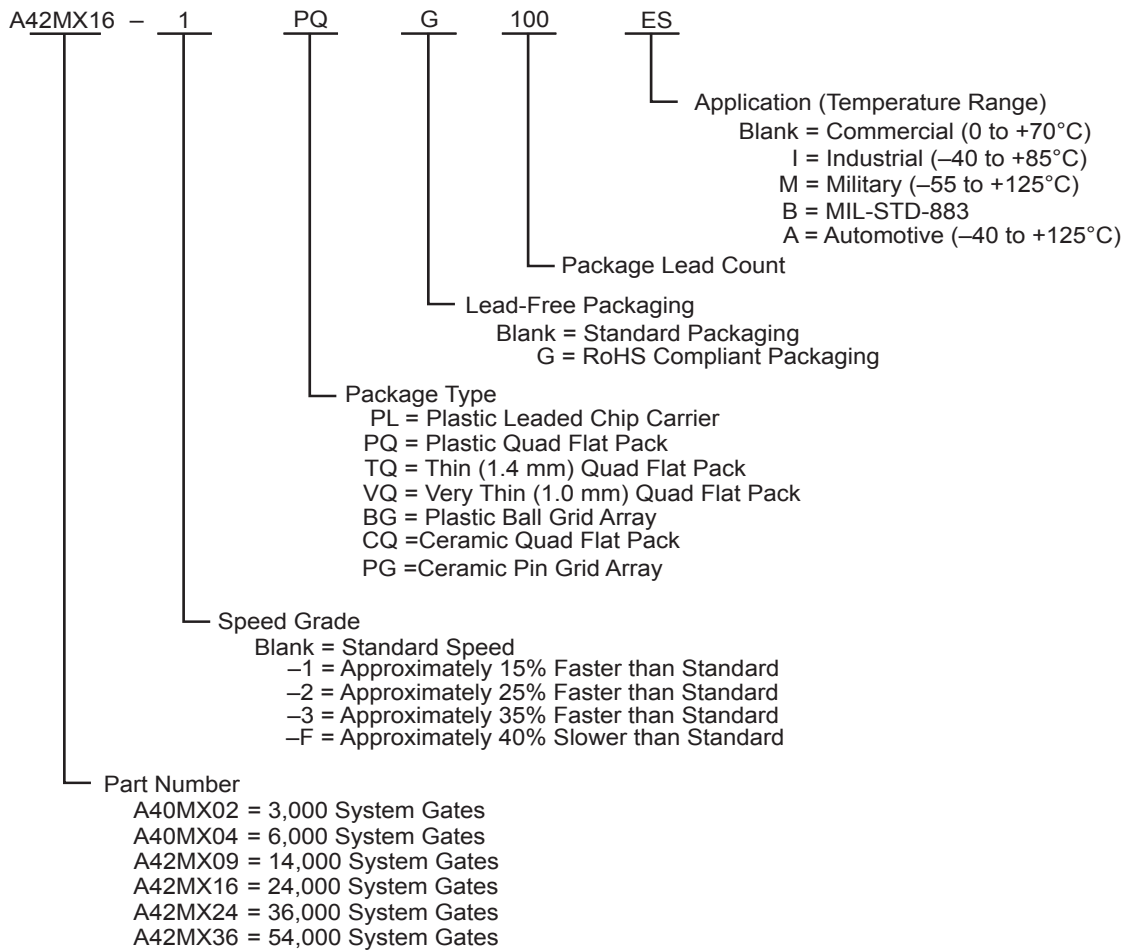 A42MX16 – 1 PQ G 100 ES
Application (Temperature Range)
Blank = Commercial (0 to +70°C)
I = Industrial (–40 to +85°C)
M = Military (–55 to +125°C)
B = MIL-STD-883
A = Automotive (–40 to +125°C)
Package Lead Count
Lead-Free Packaging
Blank = Standard Packaging
G = RoHS Compliant Packaging
Package Type
PL = Plastic Leaded Chip Carrier
PQ = Plastic Quad Flat Pack
TQ = Thin (1.4 mm) Quad Flat Pack
VQ = Very Thin (1.0 mm) Quad Flat Pack
BG = Plastic Ball Grid Array
CQ =Ceramic Quad Flat Pack
PG =Ceramic Pin Grid Array
Speed Grade
Blank = Standard Speed
–1 = Approximately 15% Faster than Standard
–2 = Approximately 25% Faster than Standard
–3 = Approximately 35% Faster than Standard
–F = Approximately 40% Slower than Standard
Part Number
A40MX02 = 3,000 System Gates
A40MX04 = 6,000 System Gates
A42MX09 = 14,000 System Gates
A42MX16 = 24,000 System Gates
A42MX24 = 36,000 System Gates
A42MX36 = 54,000 System Gates